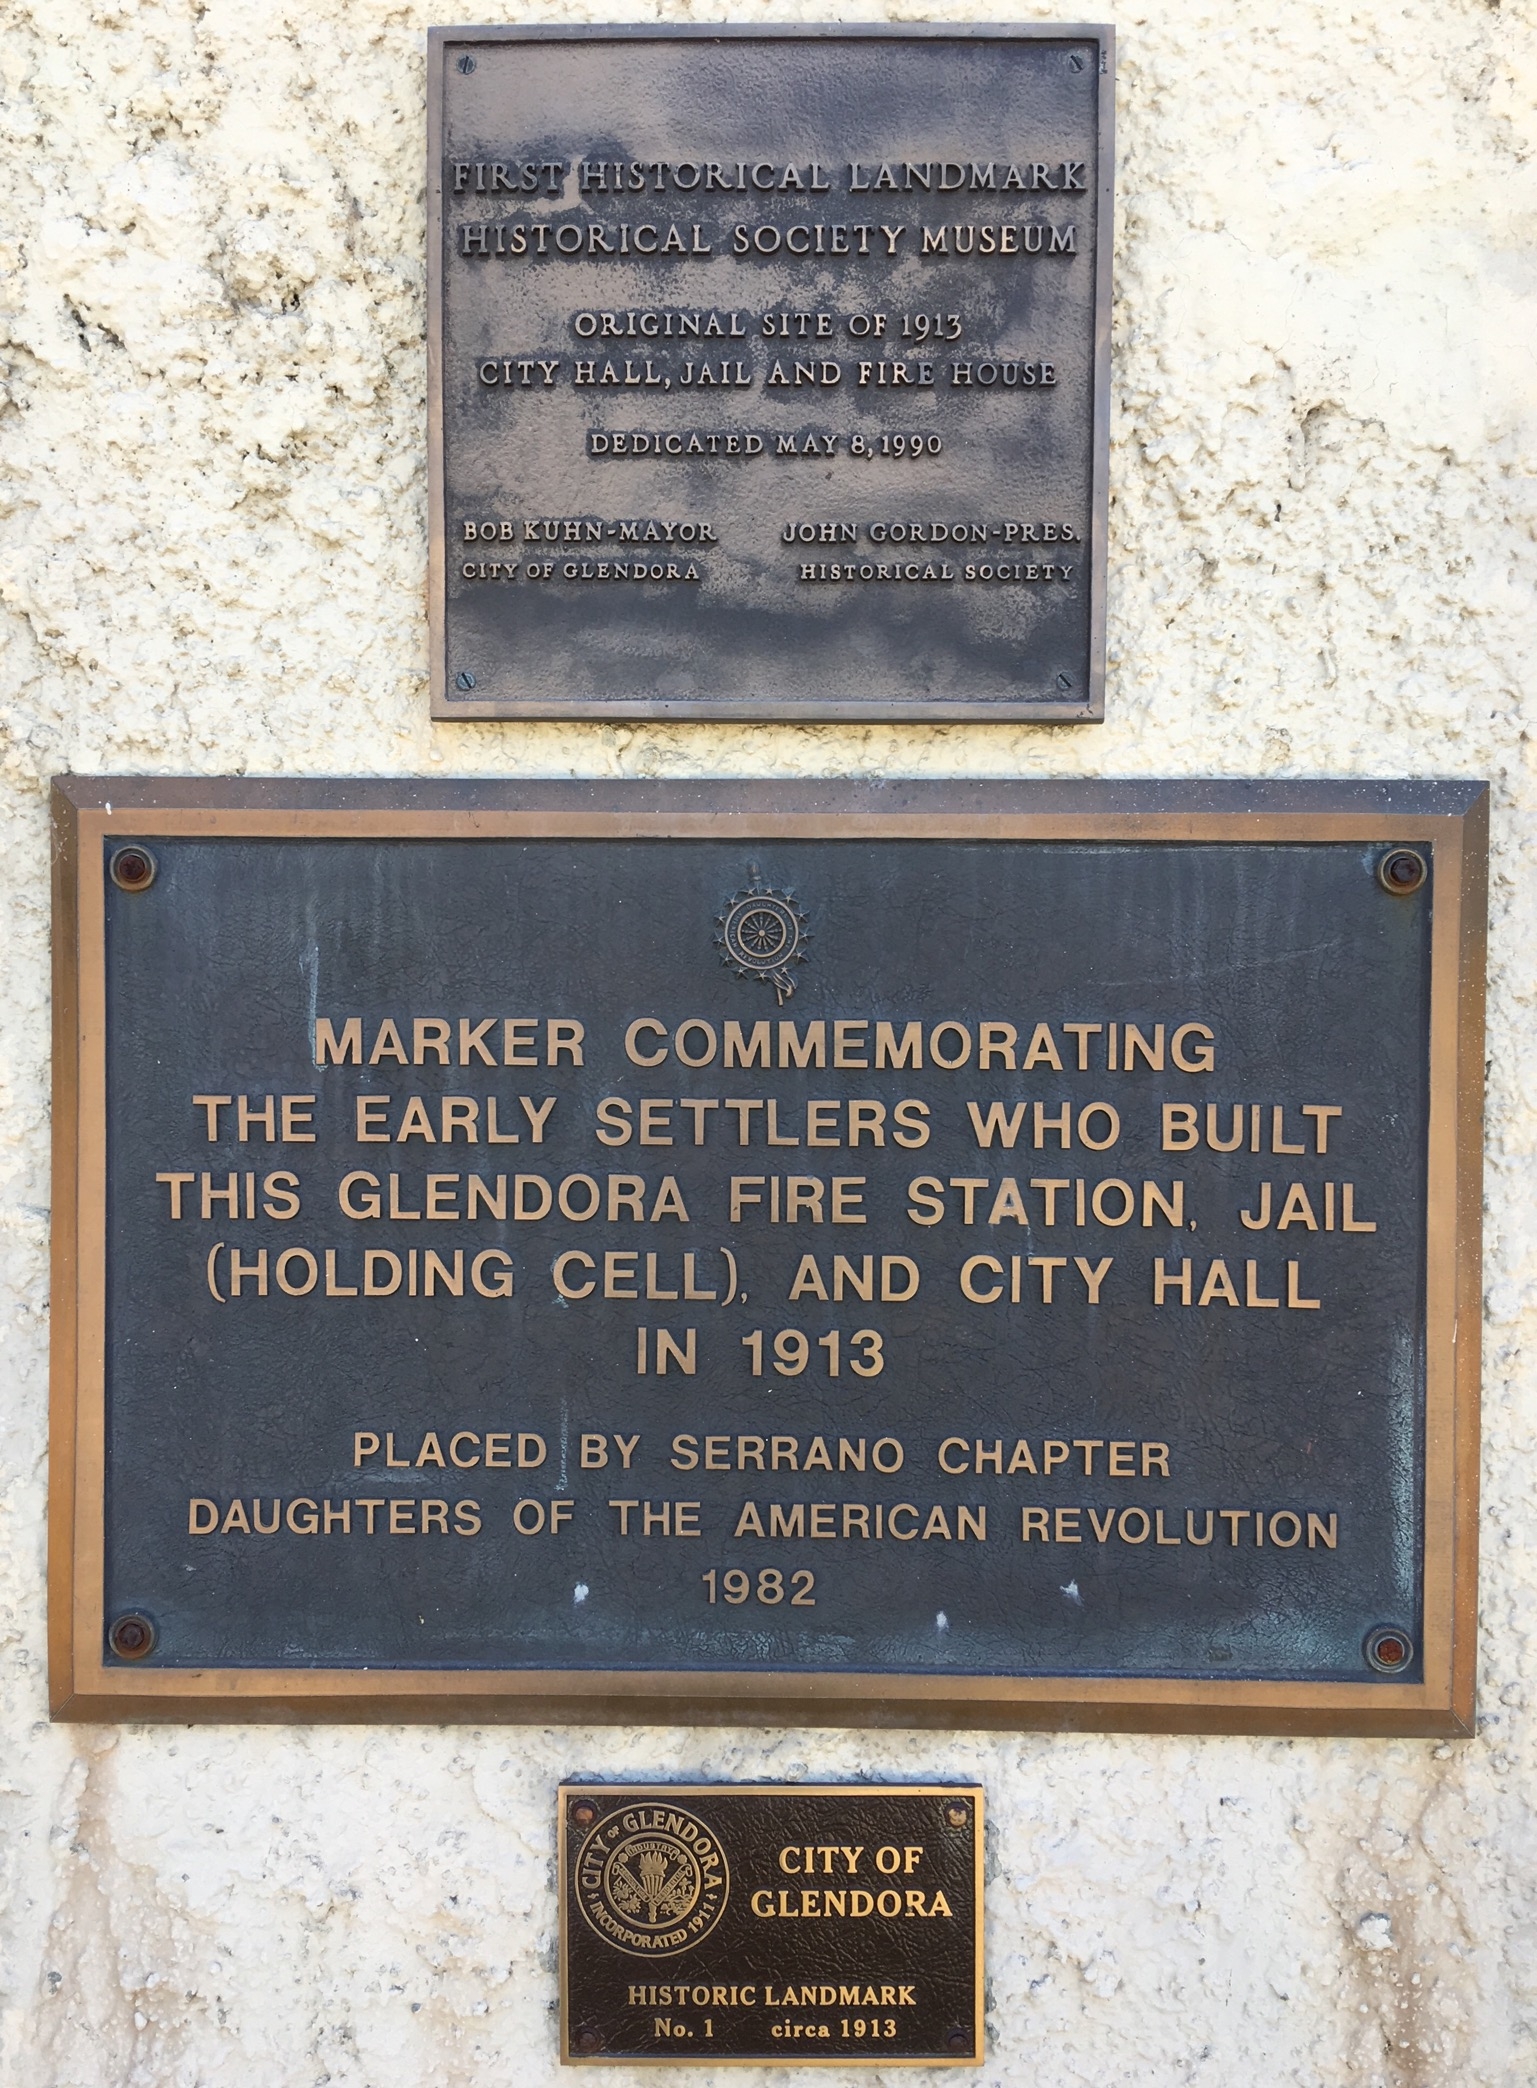 FIRST HISTORICAL LANDMARK
HISTORICAL SOCIETY MUSEUM
ORIGINAL SITE OF 1913
CITY HALL, JAIL AND FIRE HOUSE
DEDICATED MAY 8, 1990
BOB KUHN-MAYOR
CITY OF GLENDORA
JOHN GORDON-PRES.
HISTORICAL SOCIETY
MARKER COMMEMORATING
THE EARLY SETTLERS WHO BUILT
THIS GLENDORA FIRE STATION, JAIL
(HOLDING CELL), AND CITY HALL
IN 1913
PLACED BY SERRANO CHAPTER
DAUGHTERS OF THE AMERICAN REVOLUTION
1982
CITY OF GLENDORA
INDUSTRY
INCORPORATED 1911
CITY OF
GLENDORA
HISTORIC LANDMARK
No. 1 circa 1913